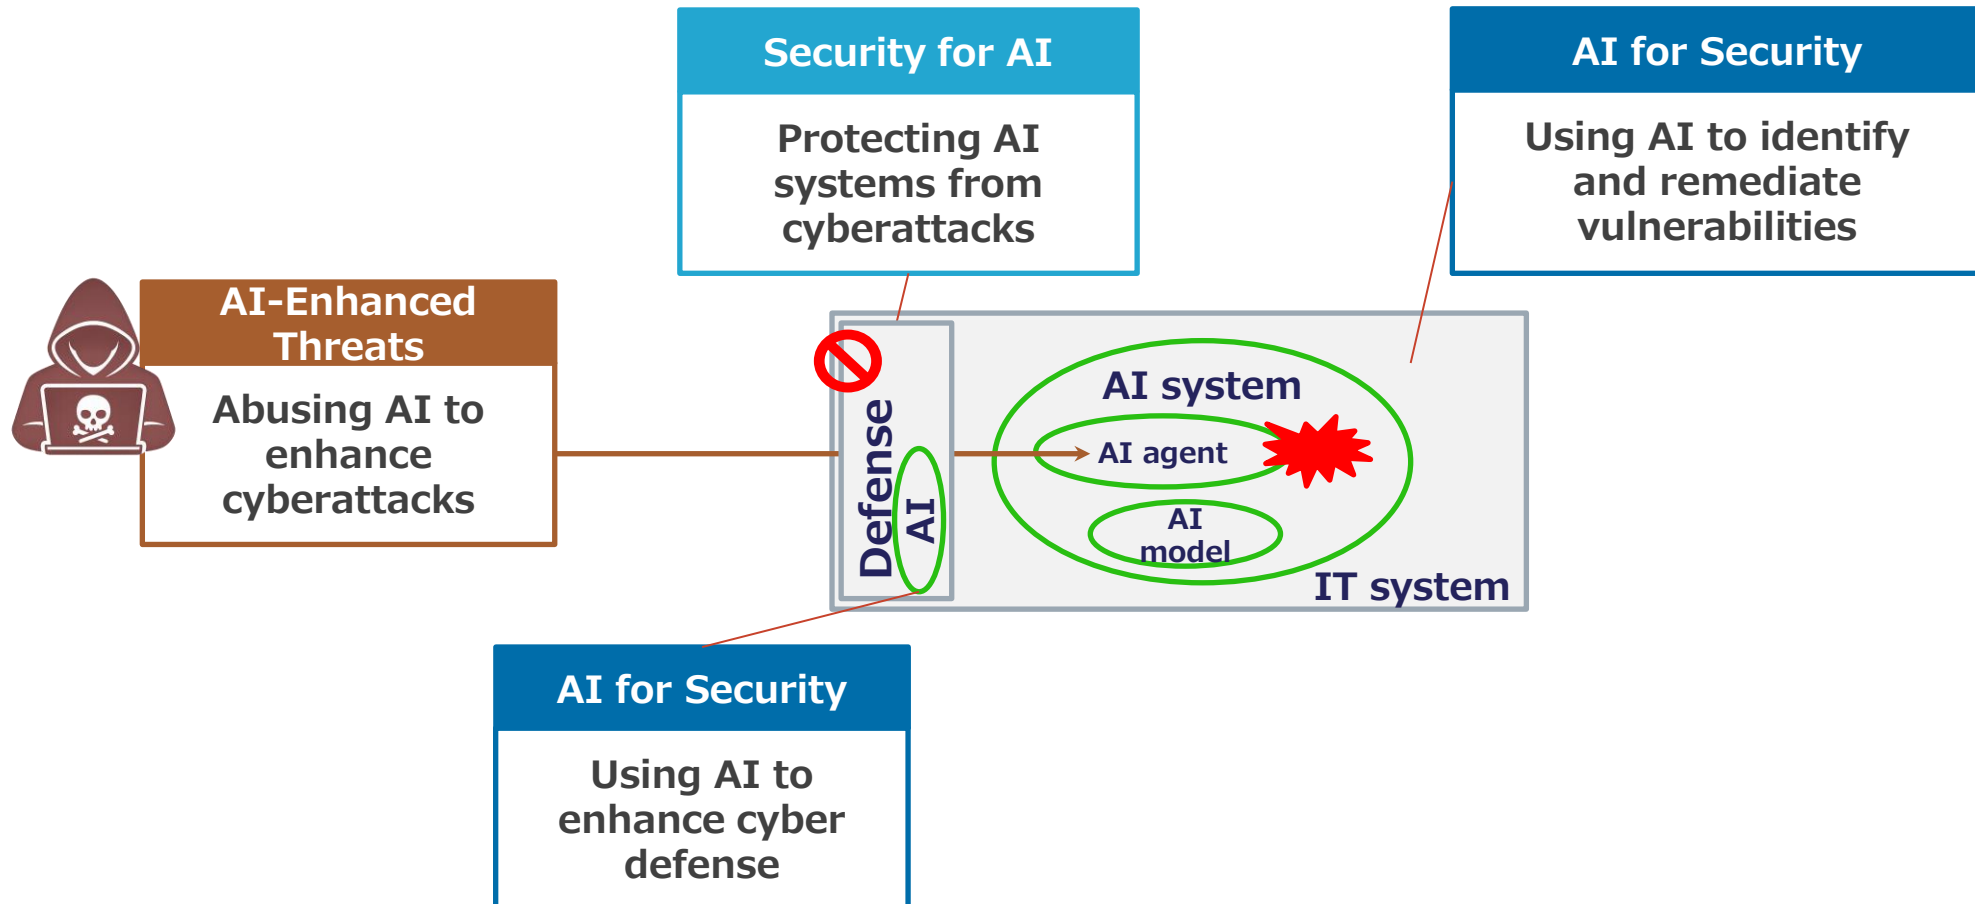 Security for AI
Protecting AI
systems from
cyberattacks
AI for Security
Using AI to identify
and remediate
vulnerabilities
AI-Enhanced
Threats
Abusing AI to
enhance
cyberattacks
Defense
AI
AI system
AI agent
AI
model
IT system
AI for Security
Using AI to
enhance cyber
defense